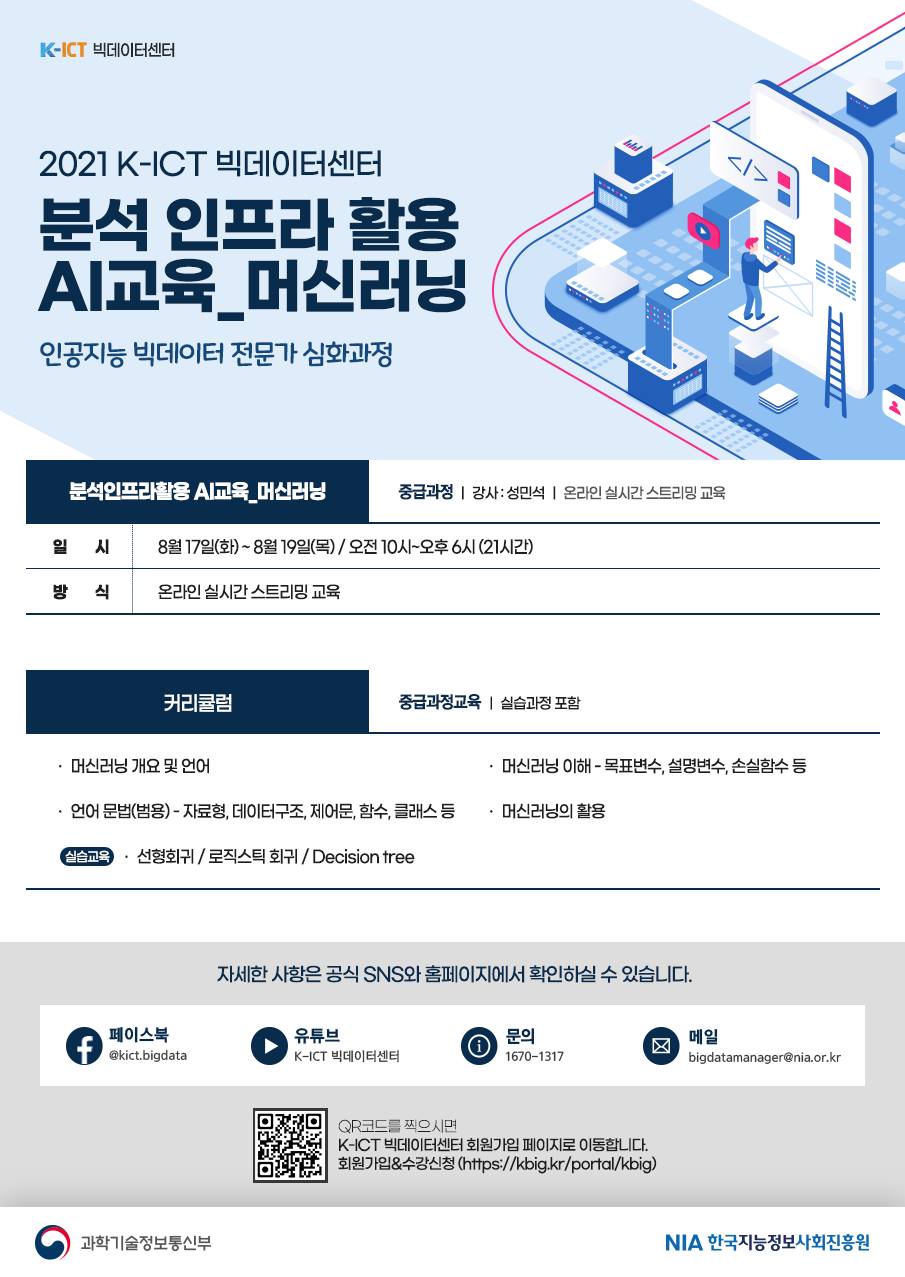 K-ICT 빅데이터센터
2021 K-ICT 빅데이터센터
분석 인프라 활용
AI교육_머신러닝
인공지능 빅데이터 전문가 심화과정
</>
분석인프라활용 AI교육_머신러닝
중급과정 | 강사 : 성민석 | 온라인 실시간 스트리밍 교육
일 시 8월 17일(화) ~ 8월 19일(목) / 오전 10시~오후 6시 (21시간)
방 식 온라인 실시간 스트리밍 교육
커리큘럼
중급과정교육 | 실습과정 포함
· 머신러닝 개요 및 언어
· 머신러닝 이해 - 목표변수, 설명변수, 손실함수 등
· 언어 문법(범용) - 자료형, 데이터구조, 제어문, 함수, 클래스 등
· 머신러닝의 활용
실습교육 · 선형회귀 / 로직스틱 회귀 / Decision tree
자세한 사항은 공식 SNS와 홈페이지에서 확인하실 수 있습니다.
페이스북
@kict.bigdata
유튜브
K-ICT 빅데이터센터
문의
1670-1317
메일
bigdatamanager@nia.or.kr
QR코드를 찍으시면
K-ICT 빅데이터센터 회원가입 페이지로 이동합니다.
회원가입&수강신청 (https://kbig.kr/portal/kbig)
과학기술정보통신부
NIA 한국지능정보사회진흥원